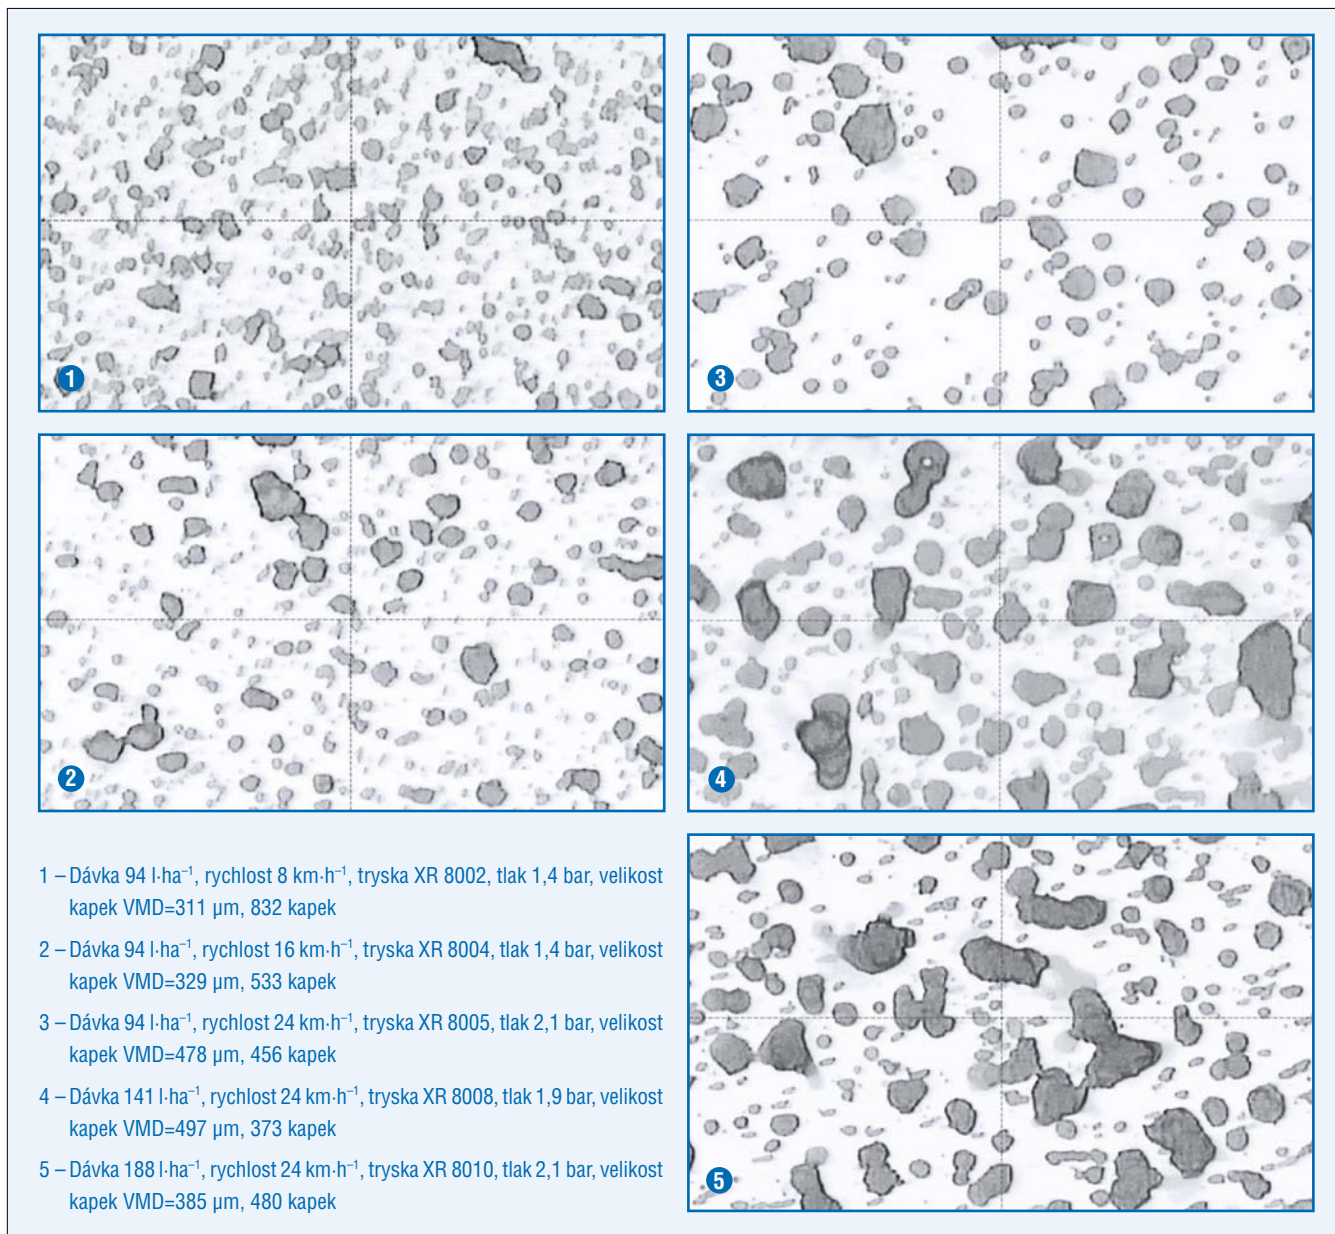 1
3
2
4
1 – Dávka 94 l·ha⁻¹, rychlost 8 km·h⁻¹, tryska XR 8002, tlak 1,4 bar, velikost
kapek VMD=311 µm, 832 kapek
2 – Dávka 94 l·ha⁻¹, rychlost 16 km·h⁻¹, tryska XR 8004, tlak 1,4 bar, velikost
kapek VMD=329 µm, 533 kapek
3 – Dávka 94 l·ha⁻¹, rychlost 24 km·h⁻¹, tryska XR 8005, tlak 2,1 bar, velikost
kapek VMD=478 µm, 456 kapek
4 – Dávka 141 l·ha⁻¹, rychlost 24 km·h⁻¹, tryska XR 8008, tlak 1,9 bar, velikost
kapek VMD=497 µm, 373 kapek
5 – Dávka 188 l·ha⁻¹, rychlost 24 km·h⁻¹, tryska XR 8010, tlak 2,1 bar, velikost
kapek VMD=385 µm, 480 kapek
5